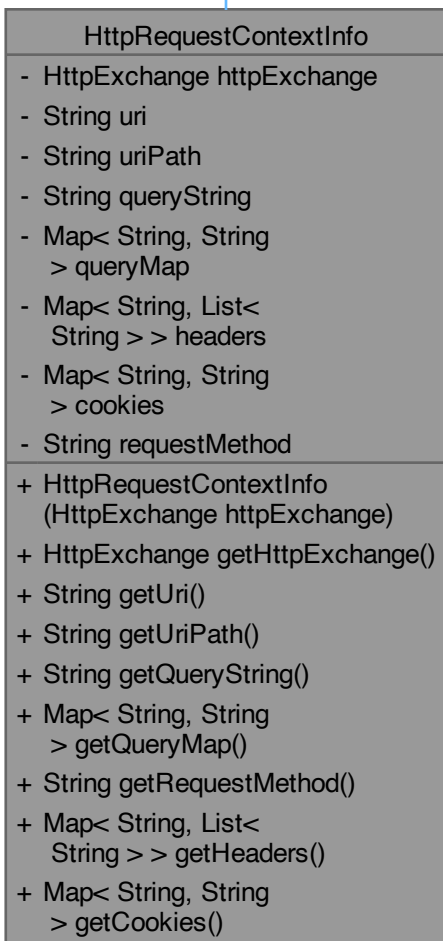 HttpRequestContextInfo
- HttpExchange httpExchange
- String uri
- String uriPath
- String queryString
- Map< String, String
> queryMap
- Map< String, List<
String > > headers
- Map< String, String
> cookies
- String requestMethod
+ HttpRequestContextInfo
(HttpExchange httpExchange)
+ HttpExchange getHttpExchange()
+ String getUri()
+ String getUriPath()
+ String getQueryString()
+ Map< String, String
> getQueryMap()
+ String getRequestMethod()
+ Map< String, List<
String > > getHeaders()
+ Map< String, String
> getCookies()